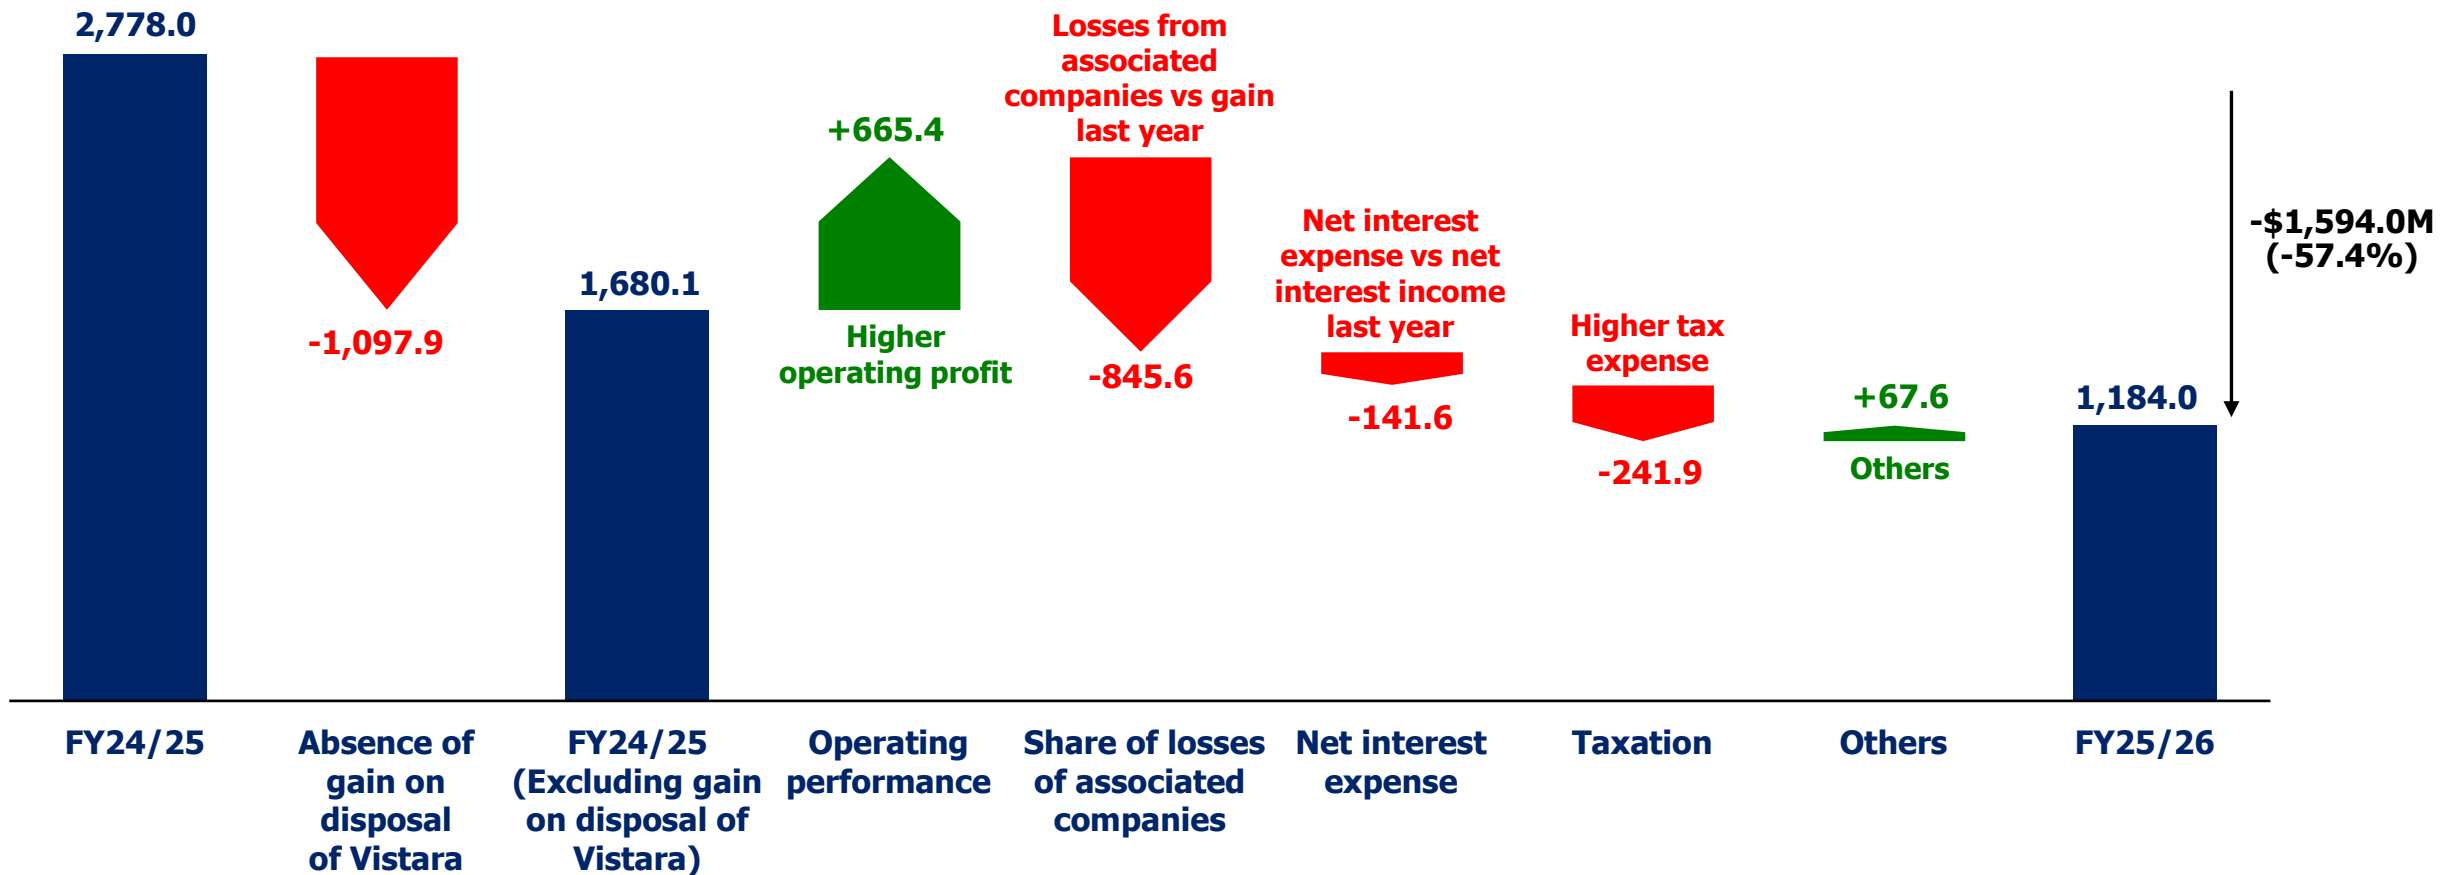 2,778.0
-1,097.9
1,680.1
+665.4
Higher
operating profit
Losses from
associated
companies vs gain
last year
-845.6
Net interest
expense vs net
interest income
last year
-141.6
Higher tax
expense
-241.9
+67.6
Others
1,184.0
-$1,594.0M
(-57.4%)
FY24/25
Absence of
gain on
disposal
of Vistara
FY24/25
(Excluding gain
on disposal of
Vistara)
Operating
performance
Share of losses
of associated
companies
Net interest
expense
Taxation
Others
FY25/26